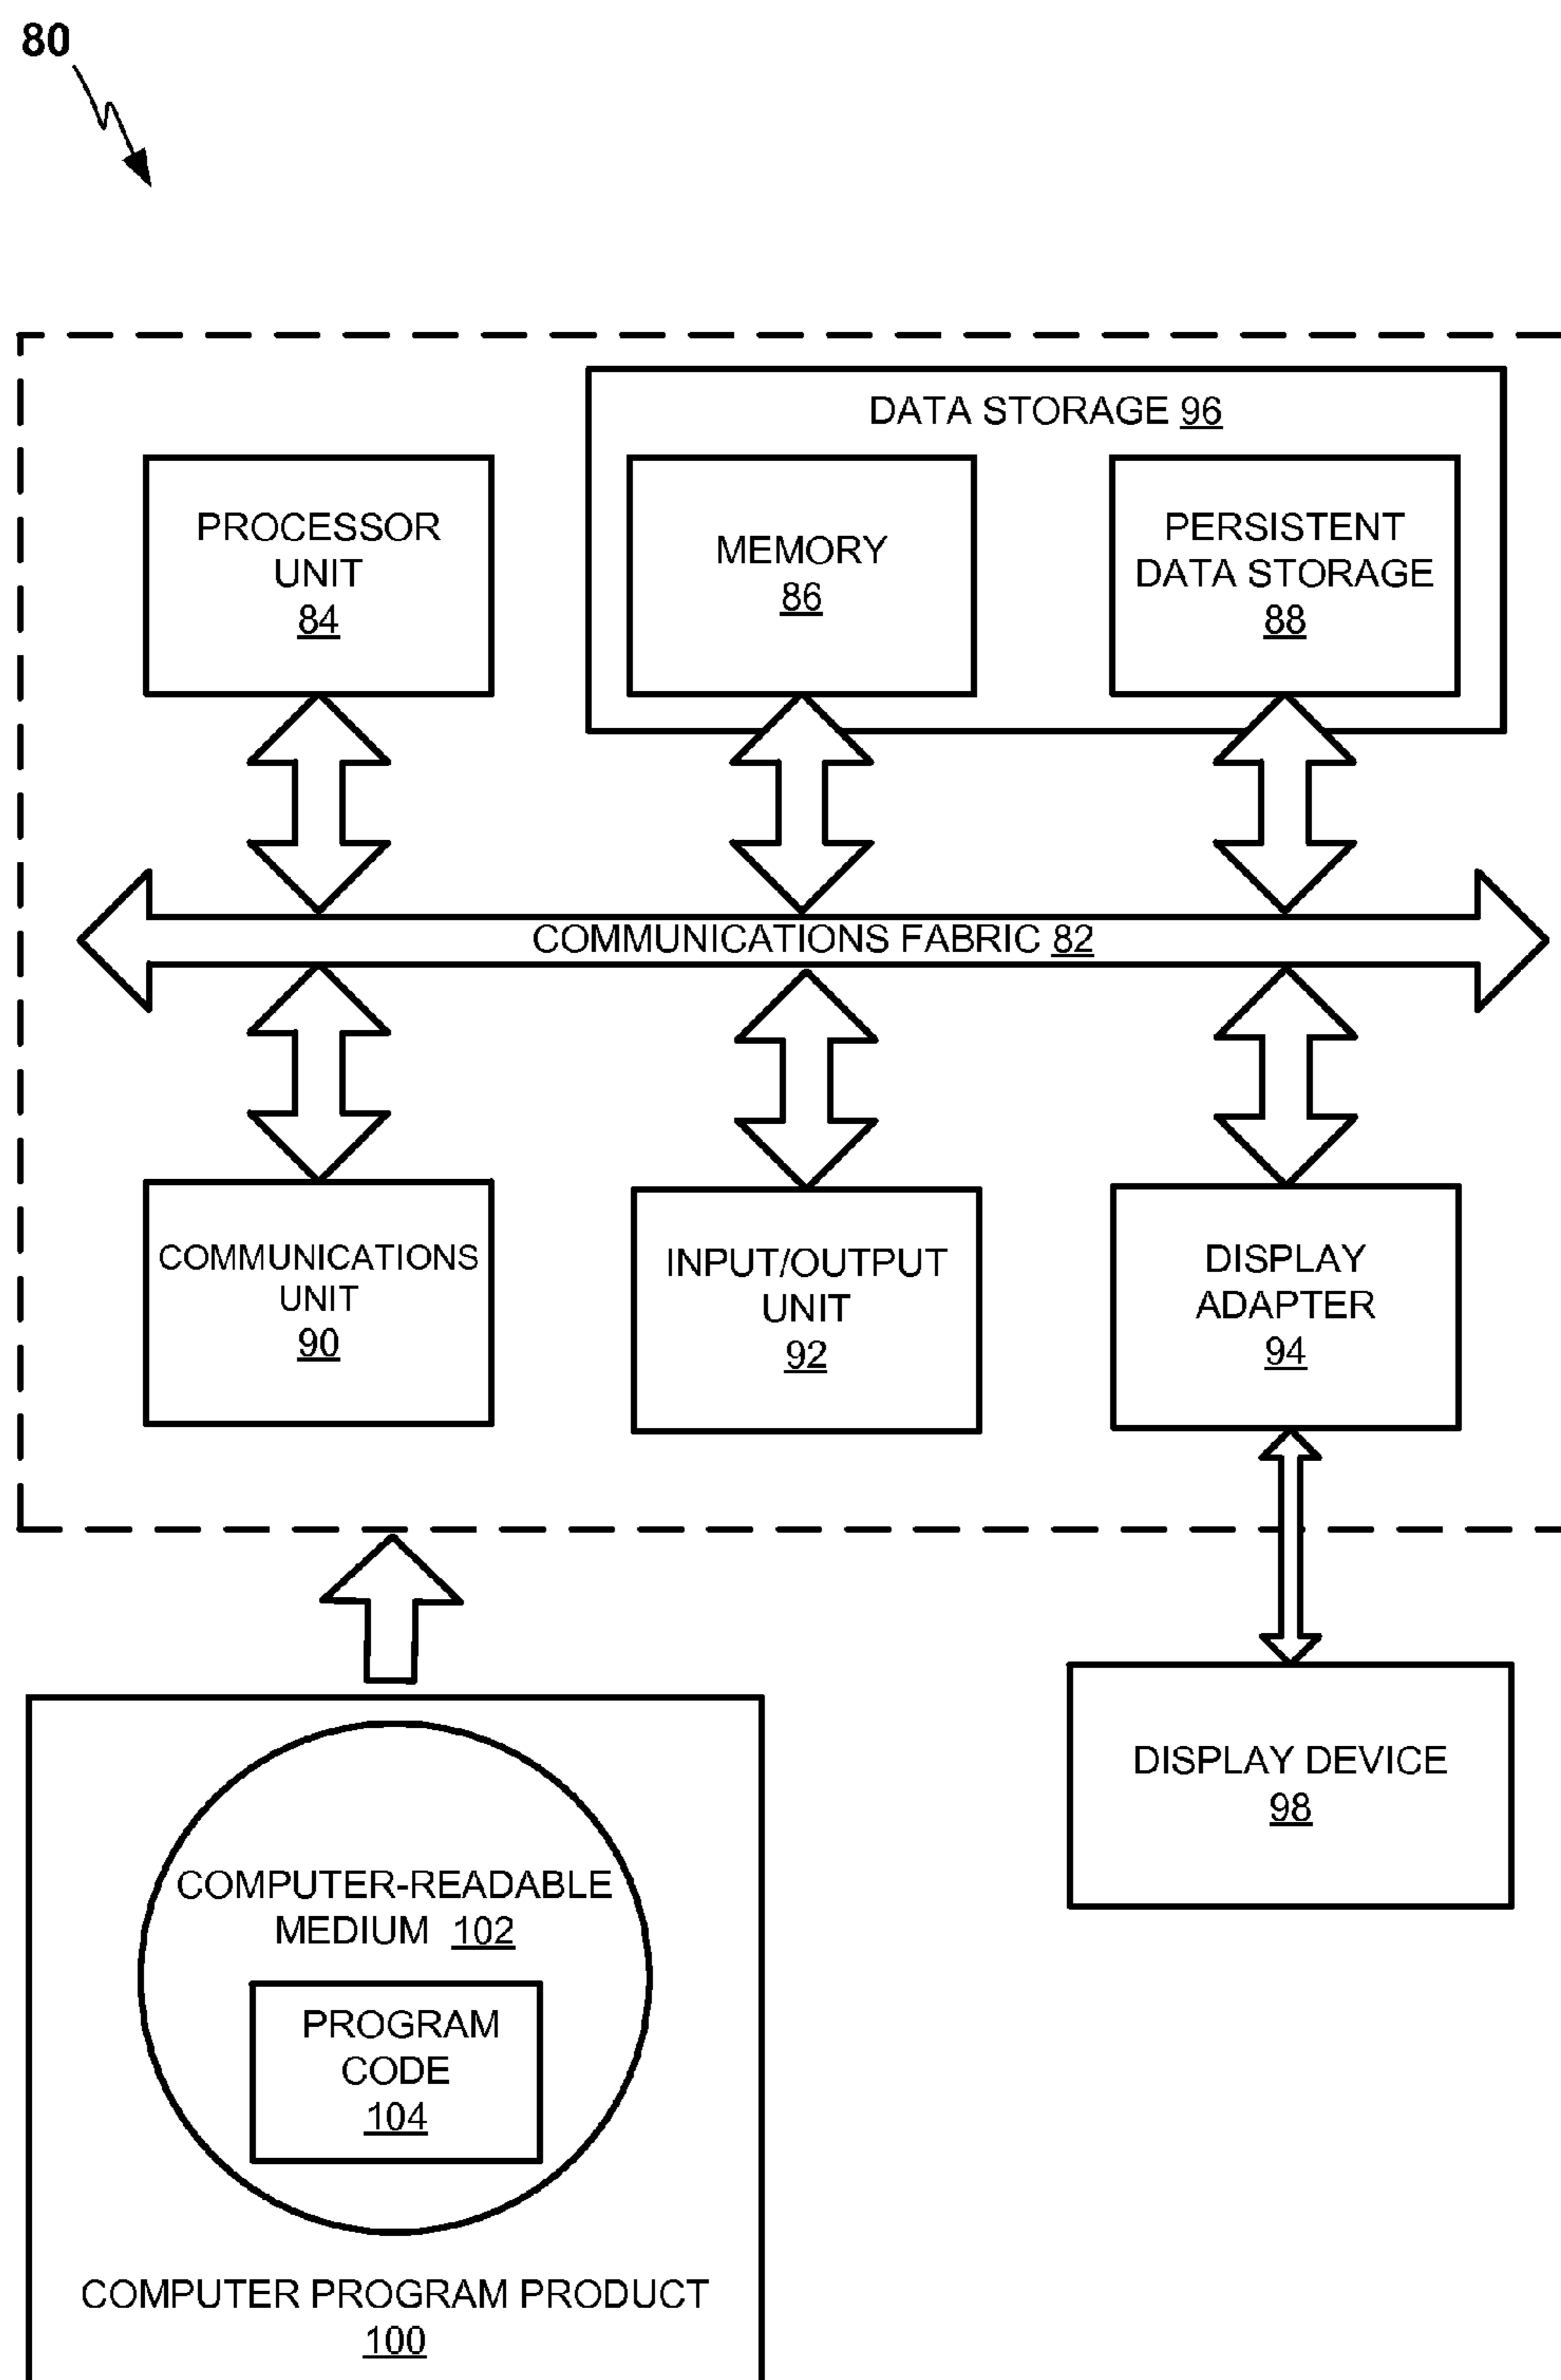 80
DATA STORAGE 96
PROCESSOR
UNIT
84
MEMORY
86
PERSISTENT
DATA STORAGE
88
COMMUNICATIONS FABRIC 82
COMMUNICATIONS
UNIT
90
INPUT/OUTPUT
UNIT
92
DISPLAY
ADAPTER
94
DISPLAY DEVICE
98
COMPUTER-READABLE
MEDIUM 102
PROGRAM
CODE
104
COMPUTER PROGRAM PRODUCT
100